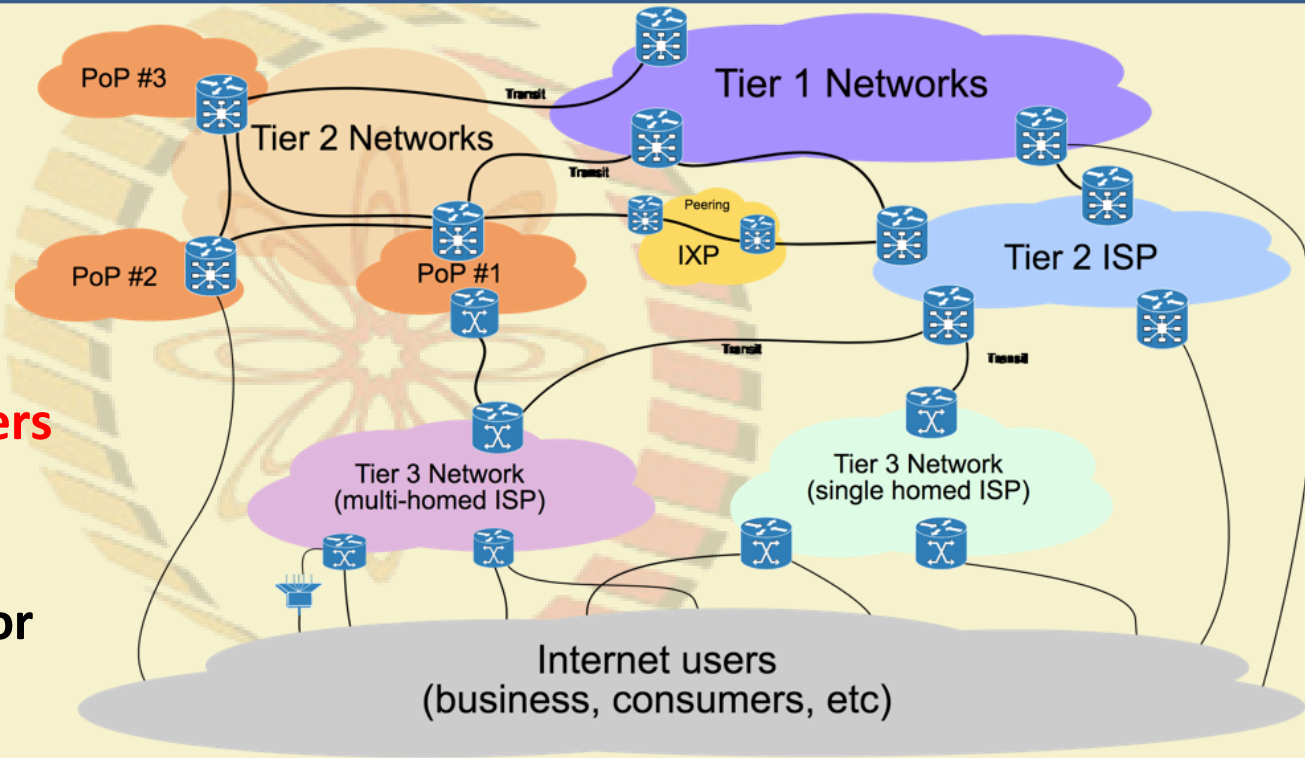 PoP #3
Transit
Tier 1 Networks
Tier 2 Networks
Transit
Peering
IXP
PoP #2
PoP #1
Tier 2 ISP
Transit
Transit
ers
Tier 3 Network
(multi-homed ISP)
Tier 3 Network
(single homed ISP)
or
Internet users
(business, consumers, etc)